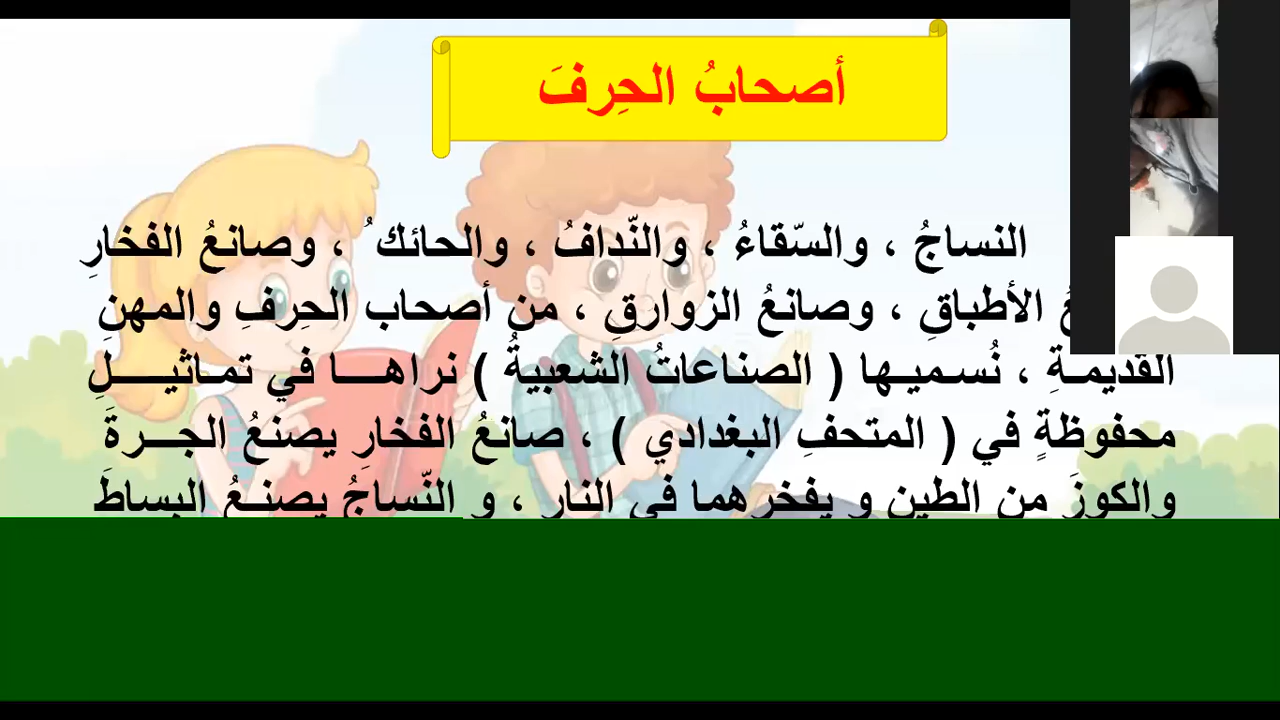 أصحابُ الحِرفَ
النساجُ ، والسّقاءُ ، والنّدافُ ، والحائك ُ ، وصانعُ الفخارِ
الأطباقِ ، وصانعُ الزوارقِ ، من أصحاب الحِرفِ والمهنِ
القديمةِ ، نُسميها ( الصناعاتُ الشعبيةُ ) نراها في تماثيلِ
محفوظةٍ في ( المتحفِ البغدادي ) ، صانعُ الفخارِ يصنعُ الجرةَ
والكوزَ من الطين و يفخرهما في النار ، و النّساجُ يصنعُ البساطَ